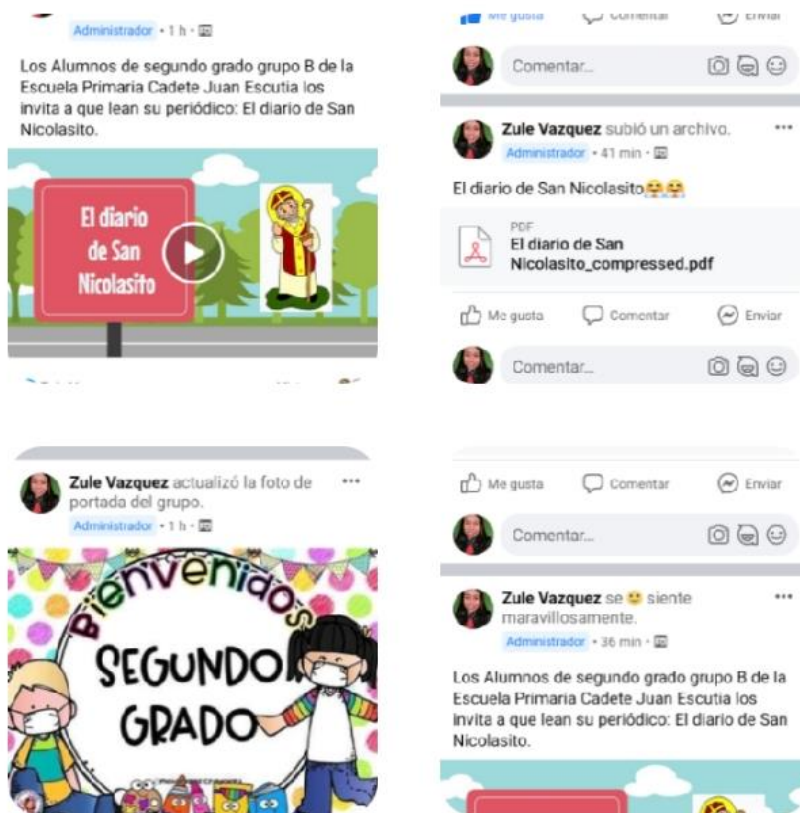 Administrador • 1 h •
Los Alumnos de segundo grado grupo B de la
Escuela Primaria Cadete Juan Escutia los
invita a que lean su periódico: El diario de San
Nicolasito.
El diario
de San
Nicolasito
Me gusta
Comentar
Enviar
Comentar...
Zule Vazquez subió un archivo.
Administrador • 41 min •
El diario de San Nicolasito
PDF
El diario de San
Nicolasito_compressed.pdf
Me gusta
Comentar
Enviar
Comentar...
Zule Vazquez actualizó la foto de
portada del grupo.
Administrador • 1 h •
Bienvenidos
SEGUNDO
GRADO
Me gusta
Comentar
Enviar
Comentar...
Zule Vazquez se siente
maravillosamente.
Administrador • 36 min •
Los Alumnos de segundo grado grupo B de la
Escuela Primaria Cadete Juan Escutia los
invita a que lean su periódico: El diario de San
Nicolasito.